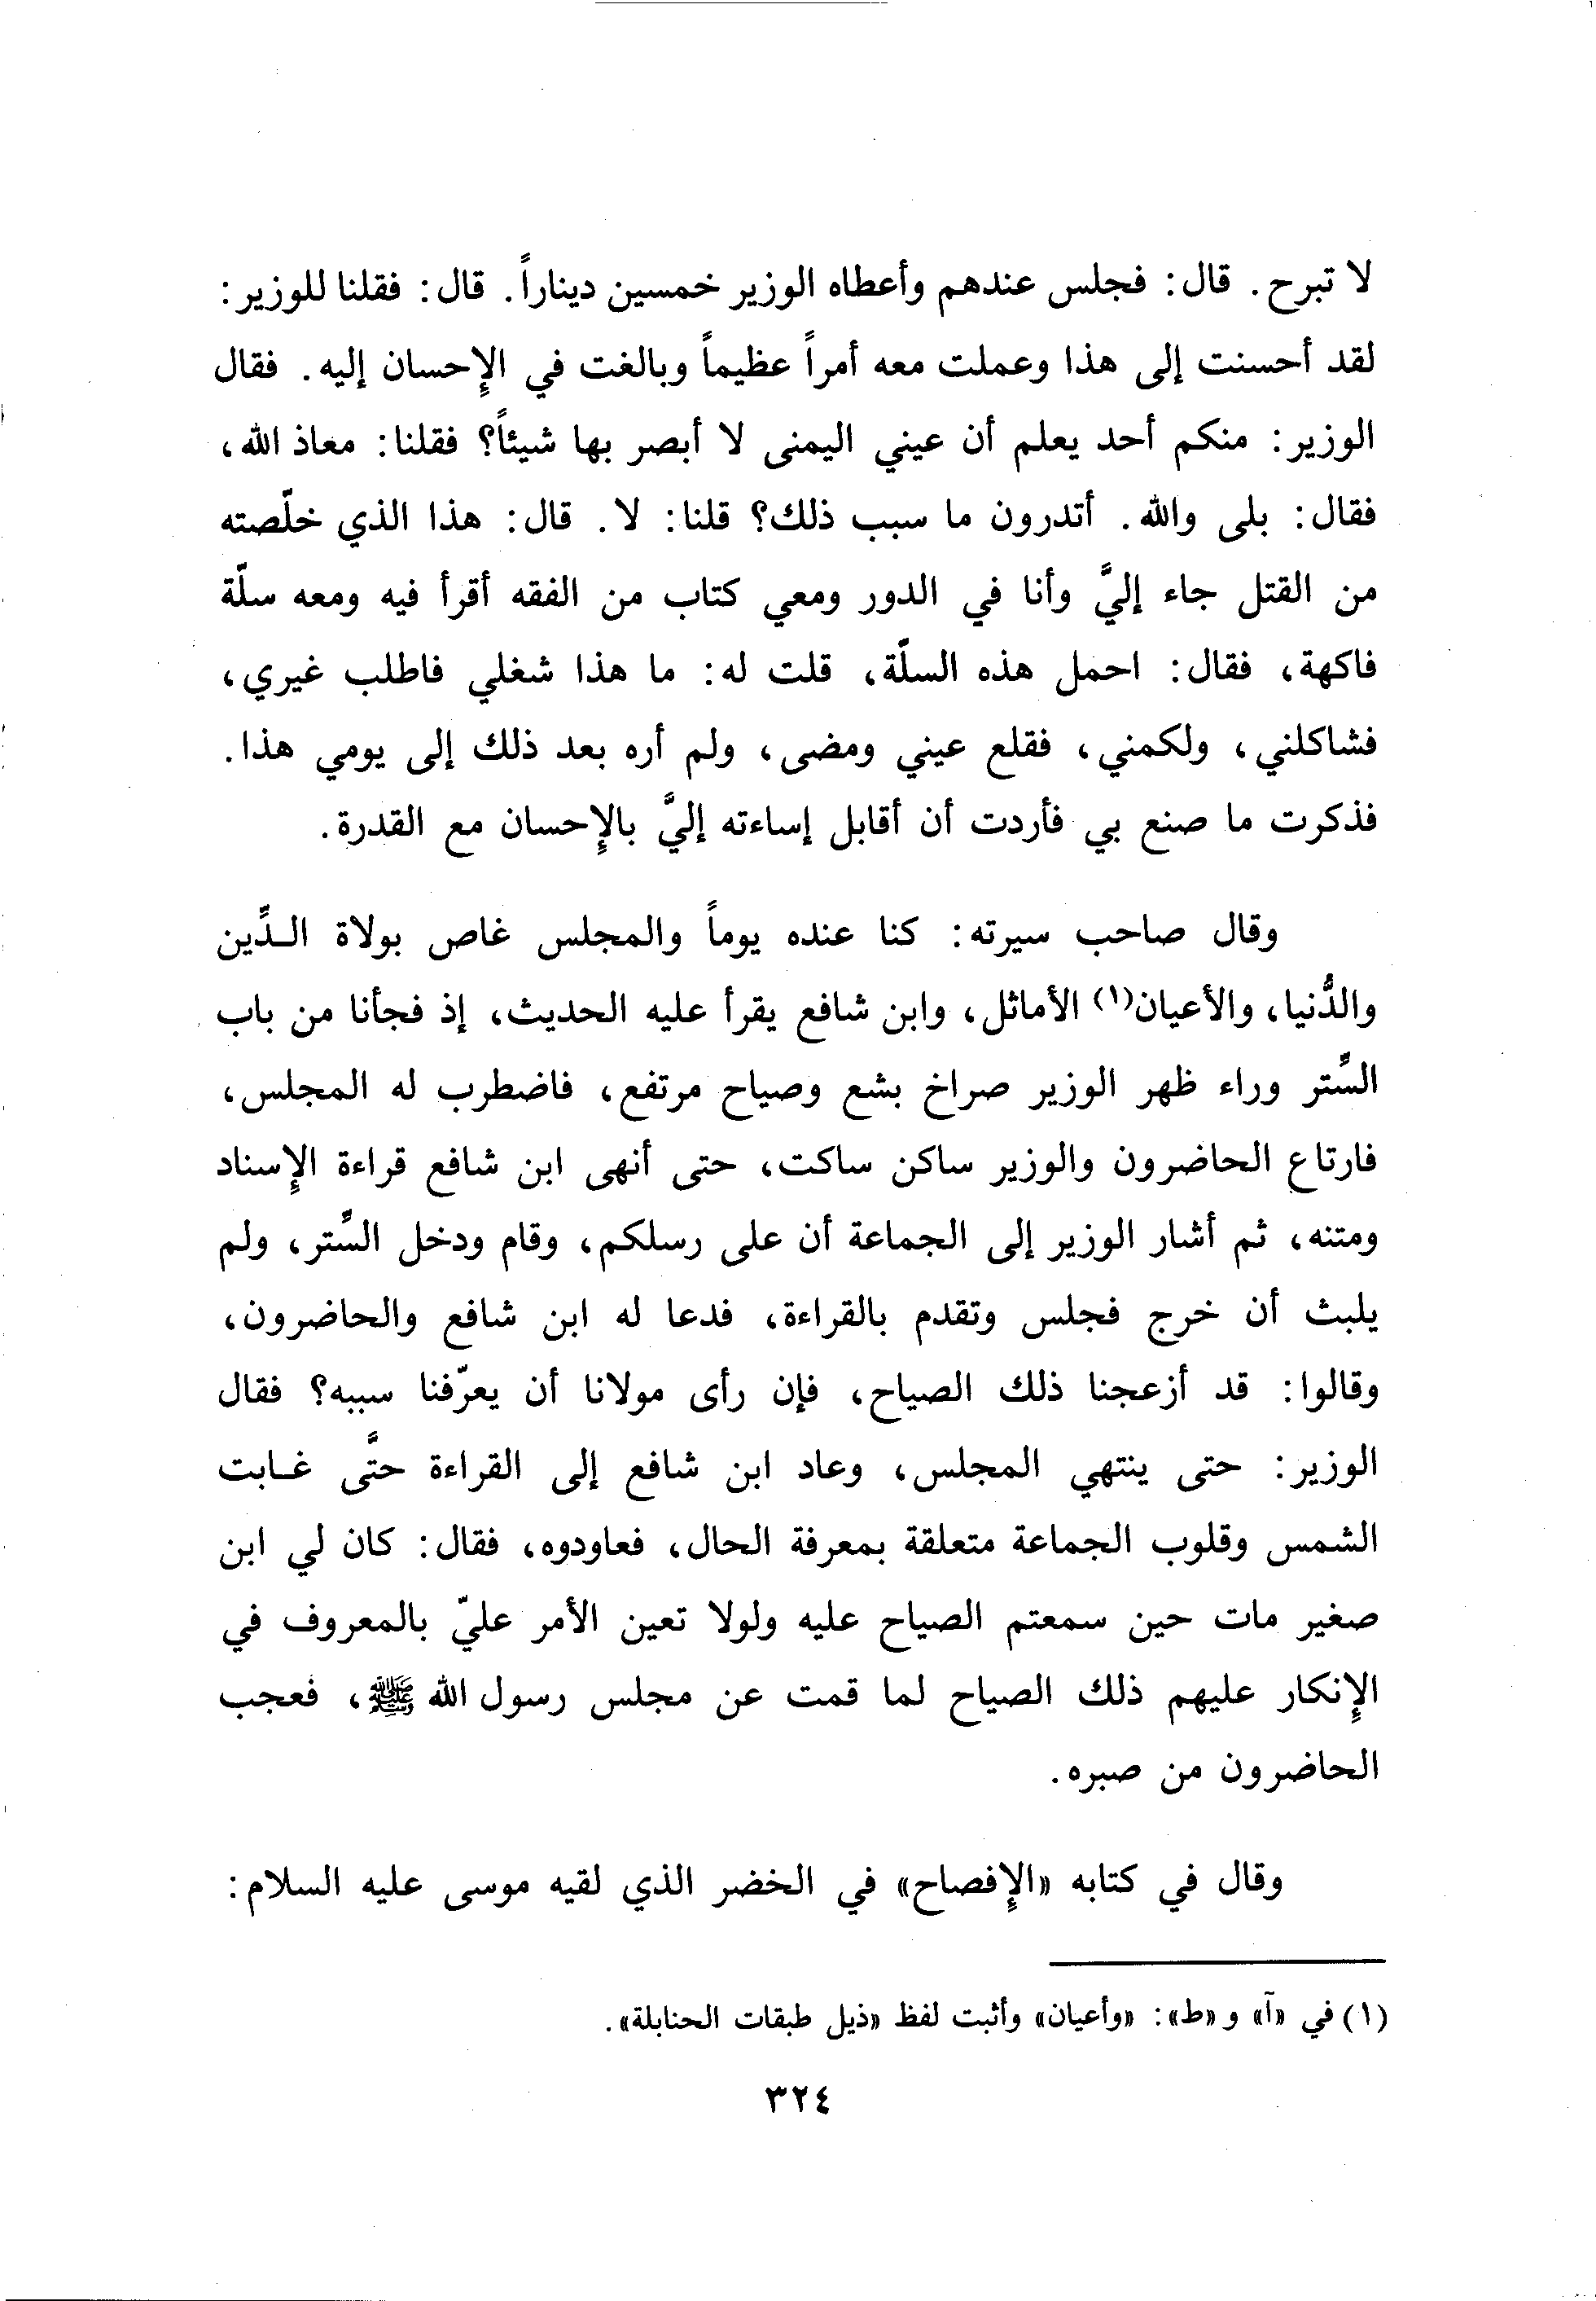 لا تبرح. قال: فجلس عندهم وأعطاه الوزير خمسين ديناراً. قال: فقلنا للوزير:
لقد أحسنت إلى هذا وعملت معه أمراً عظيماً وبالغت في الإحسان إليه. فقال
الوزير: منكم أحد يعلم أن عيني اليمنى لا أبصر بها شيئاً؟ فقلنا: معاذ الله،
فقال: بلى والله. أتدرون ما سبب ذلك؟ قلنا: لا. قال: هذا الذي خلّصته
من القتل جاء إليَّ وأنا في الدور ومعي كتاب من الفقه أقرأ فيه ومعه سلّة
فاكهة، فقال: احمل هذه السلّة، قلت له: ما هذا شغلي فاطلب غيري،
فشاكلني، ولكمني، فقلع عيني ومضى، ولم أره بعد ذلك إلى يومي هذا.
فذكرت ما صنع بي فأردت أن أقابل إساءته إليَّ بالإحسان مع القدرة.
وقال صاحب سيرته: كنا عنده يوماً والمجلس غاص بولاة الـدِّين
والدُّنيا، والأعيان(١) الأماثل، وابن شافع يقرأ عليه الحديث، إذ فجأنا من باب
السِّتر وراء ظهر الوزير صراخ بشع وصياح مرتفع، فاضطرب له المجلس،
فارتاع الحاضرون والوزير ساكن ساكت، حتى أنهى ابن شافع قراءة الإسناد
ومتنه، ثم أشار الوزير إلى الجماعة أن على رسلكم، وقام ودخل السِّتر، ولم
يلبث أن خرج فجلس وتقدم بالقراءة، فدعا له ابن شافع والحاضرون،
وقالوا: قد أزعجنا ذلك الصياح، فإن رأى مولانا أن يعرّفنا سببه؟ فقال
الوزير: حتى ينتهي المجلس، وعاد ابن شافع إلى القراءة حتَّى غـابت
الشمس وقلوب الجماعة متعلقة بمعرفة الحال، فعاودوه، فقال: كان لي ابن
صغير مات حين سمعتم الصياح عليه ولولا تعين الأمر عليّ بالمعروف في
الإنكار عليهم ذلك الصياح لما قمت عن مجلس رسول الله ﷺ، فعجب
الحاضرون من صبره.
وقال في كتابه «الإفصاح» في الخضر الذي لقيه موسى عليه السلام:
(١) في «آ» و «ط»: «وأعيان» وأثبت لفظ «ذيل طبقات الحنابلة».
٣٢٤